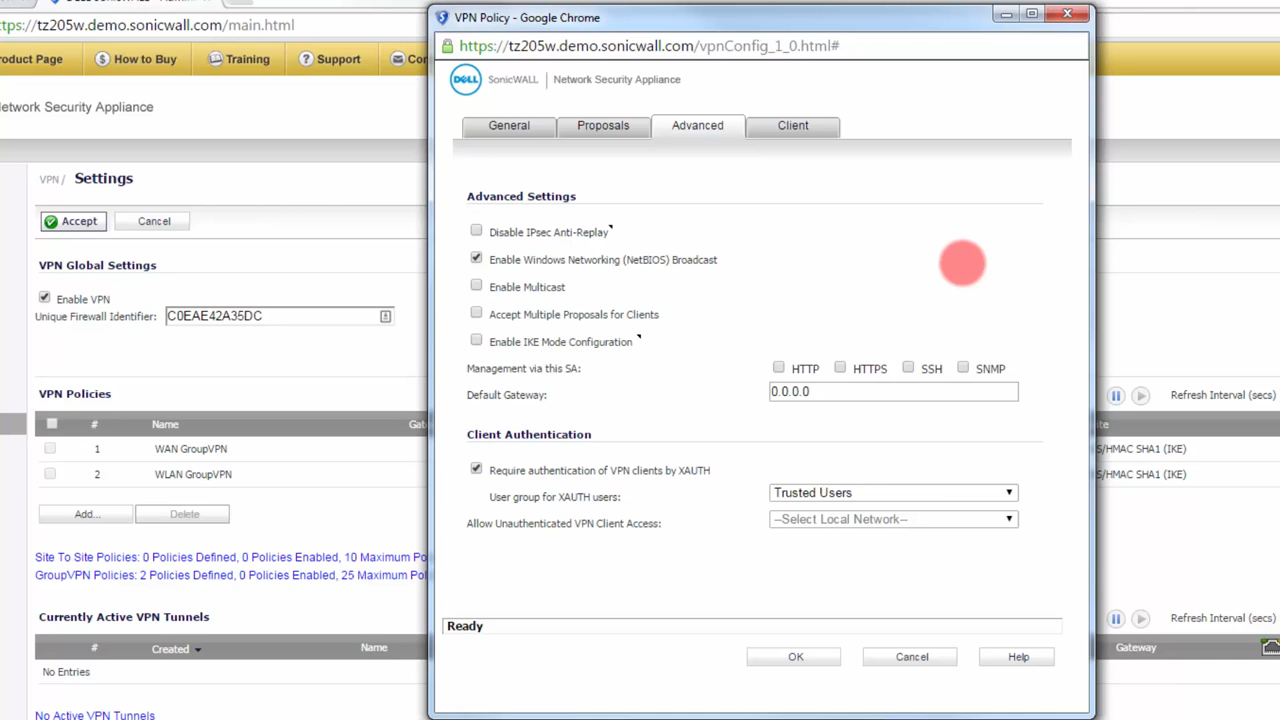 VPN Policy - Google Chrome
ttps://tz205w.demo.sonicwall.com/main.html
https://tz205w.demo.sonicwall.com/vpnConfig_1_0.html#
roduct Page
$ How to Buy
Training
? Support
Con
DELL
SonicWALL | Network Security Appliance
etwork Security Appliance
General
Proposals
Advanced
Client
VPN / Settings
Accept
Cancel
VPN Global Settings
Enable VPN
Unique Firewall Identifier: C0EAE42A35DC
VPN Policies
# Name Gat
1 WAN GroupVPN
2 WLAN GroupVPN
Add...
Delete
Site To Site Policies: 0 Policies Defined, 0 Policies Enabled, 10 Maximum Po
GroupVPN Policies: 2 Policies Defined, 0 Policies Enabled, 25 Maximum Pol
Currently Active VPN Tunnels
# Created Name
No Entries
No Active VPN Tunnels
Advanced Settings
Disable IPsec Anti-Replay
Enable Windows Networking (NetBIOS) Broadcast
Enable Multicast
Accept Multiple Proposals for Clients
Enable IKE Mode Configuration
Management via this SA: HTTP HTTPS SSH SNMP
Default Gateway: 0.0.0.0
Client Authentication
Require authentication of VPN clients by XAUTH
User group for XAUTH users: Trusted Users
Allow Unauthenticated VPN Client Access: --Select Local Network--
Ready
OK
Cancel
Help
Refresh Interval (secs)
ite
S/HMAC SHA1 (IKE)
S/HMAC SHA1 (IKE)
Refresh Interval (secs)
Gateway